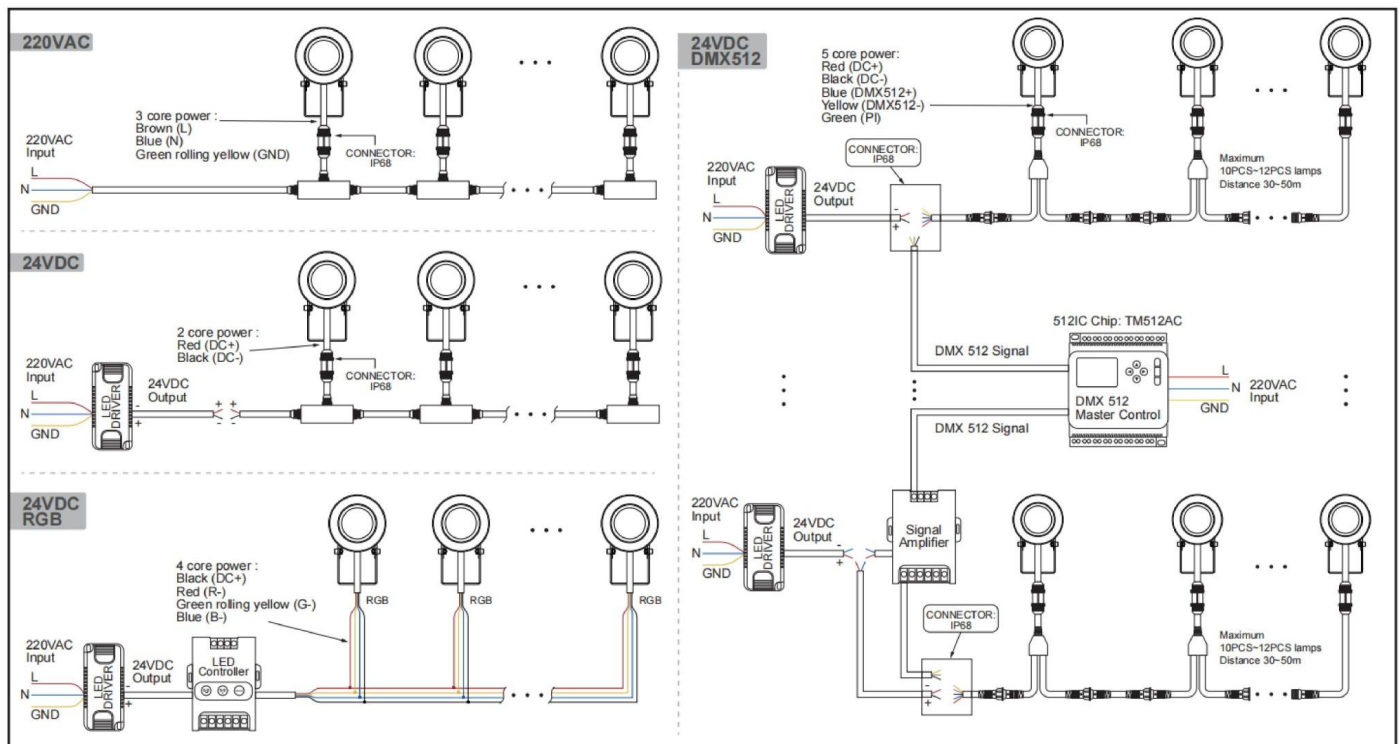 220VAC
3 core power :
Brown (L)
Blue (N)
Green rolling yellow (GND)
CONNECTOR:
IP68
220VAC
Input
L
N
GND
24VDC
2 core power :
Red (DC+)
Black (DC-)
CONNECTOR:
IP68
220VAC
Input
L
N
GND
LED
DRIVER
24VDC
Output
-
+
+ +
- -
24VDC
RGB
4 core power :
Black (DC+)
Red (R-)
Green rolling yellow (G-)
Blue (B-)
RGB
RGB
RGB
220VAC
Input
L
N
GND
LED
DRIVER
24VDC
Output
-
+
LED
Controller
24VDC
DMX512
5 core power:
Red (DC+)
Black (DC-)
Blue (DMX512+)
Yellow (DMX512-)
Green (PI)
CONNECTOR:
IP68
CONNECTOR:
IP68
Maximum
10PCS~12PCS lamps
Distance 30~50m
220VAC
Input
L
N
GND
LED
DRIVER
24VDC
Output
-
+
512IC Chip: TM512AC
DMX 512 Signal
DMX 512
Master Control
L
N
GND
220VAC
Input
DMX 512 Signal
220VAC
Input
L
N
GND
LED
DRIVER
24VDC
Output
-
+
Signal
Amplifier
CONNECTOR:
IP68
-
+
Maximum
10PCS~12PCS lamps
Distance 30~50m